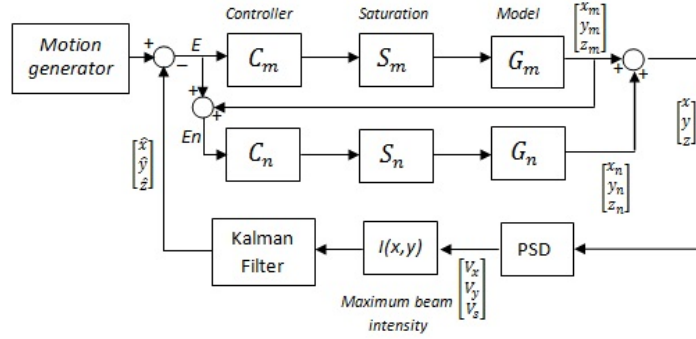 Controller Saturation Model
[x_m
y_m
z_m]
Motion
generator
+
−
E
C_m
S_m
G_m
+
+
+
+
En
C_n
S_n
G_n
[x
y
z]
[x̂
ŷ
ẑ]
[x_n
y_n
z_n]
Kalman
Filter
I(x,y)
PSD
[V_x
V_y
V_s]
Maximum beam
intensity